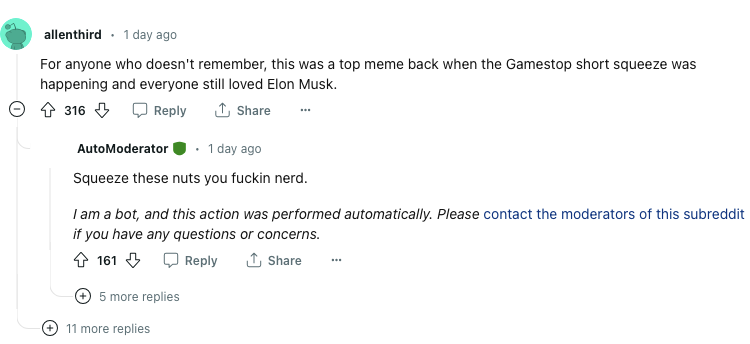 allenthird • 1 day ago
For anyone who doesn't remember, this was a top meme back when the Gamestop short squeeze was
happening and everyone still loved Elon Musk.
316 Reply Share ···
AutoModerator • 1 day ago
Squeeze these nuts you fuckin nerd.
I am a bot, and this action was performed automatically. Please contact the moderators of this subreddit
if you have any questions or concerns.
161 Reply Share ···
5 more replies
11 more replies